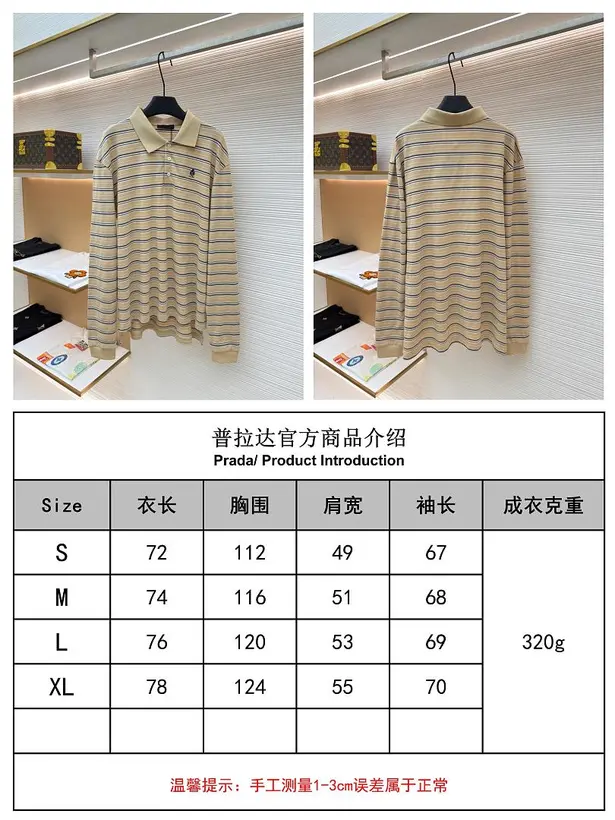 普拉达官方商品介绍
Prada/ Product Introduction
Size 衣长 胸围 肩宽 袖长 成衣克重
S 72 112 49 67
M 74 116 51 68
L 76 120 53 69
XL 78 124 55 70
320g
温馨提示：手工测量1-3cm误差属于正常